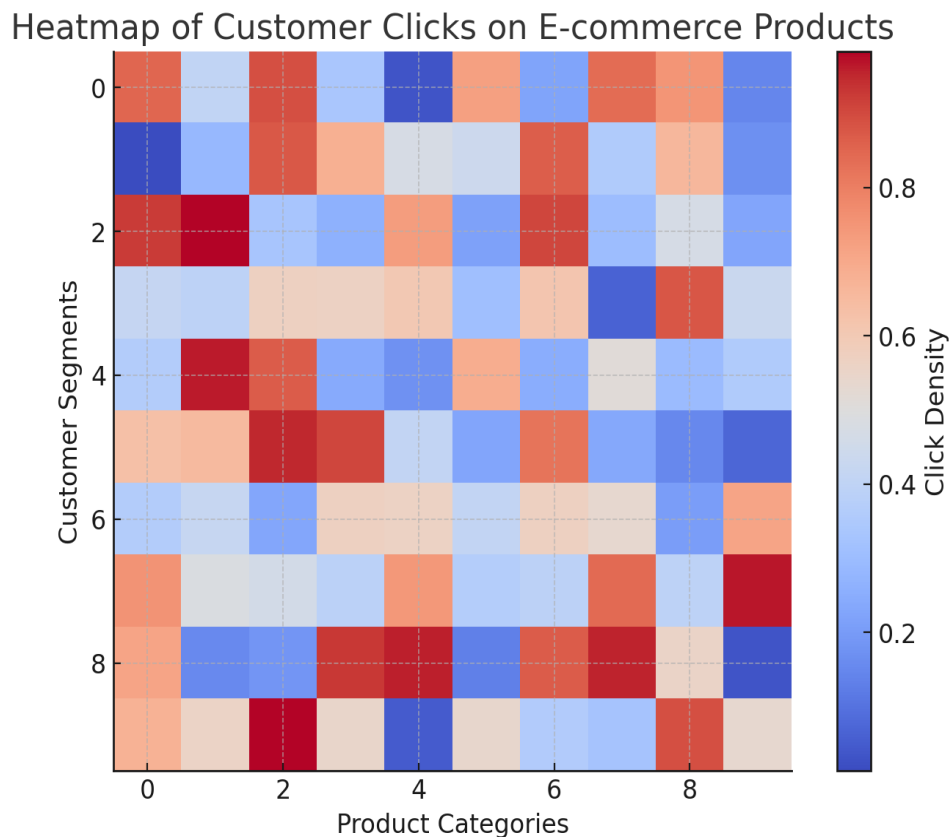 Heatmap of Customer Clicks on E-commerce Products
0
2
4
6
8
Customer Segments
0 2 4 6 8
Product Categories
0.8
0.6
0.4
0.2
Click Density